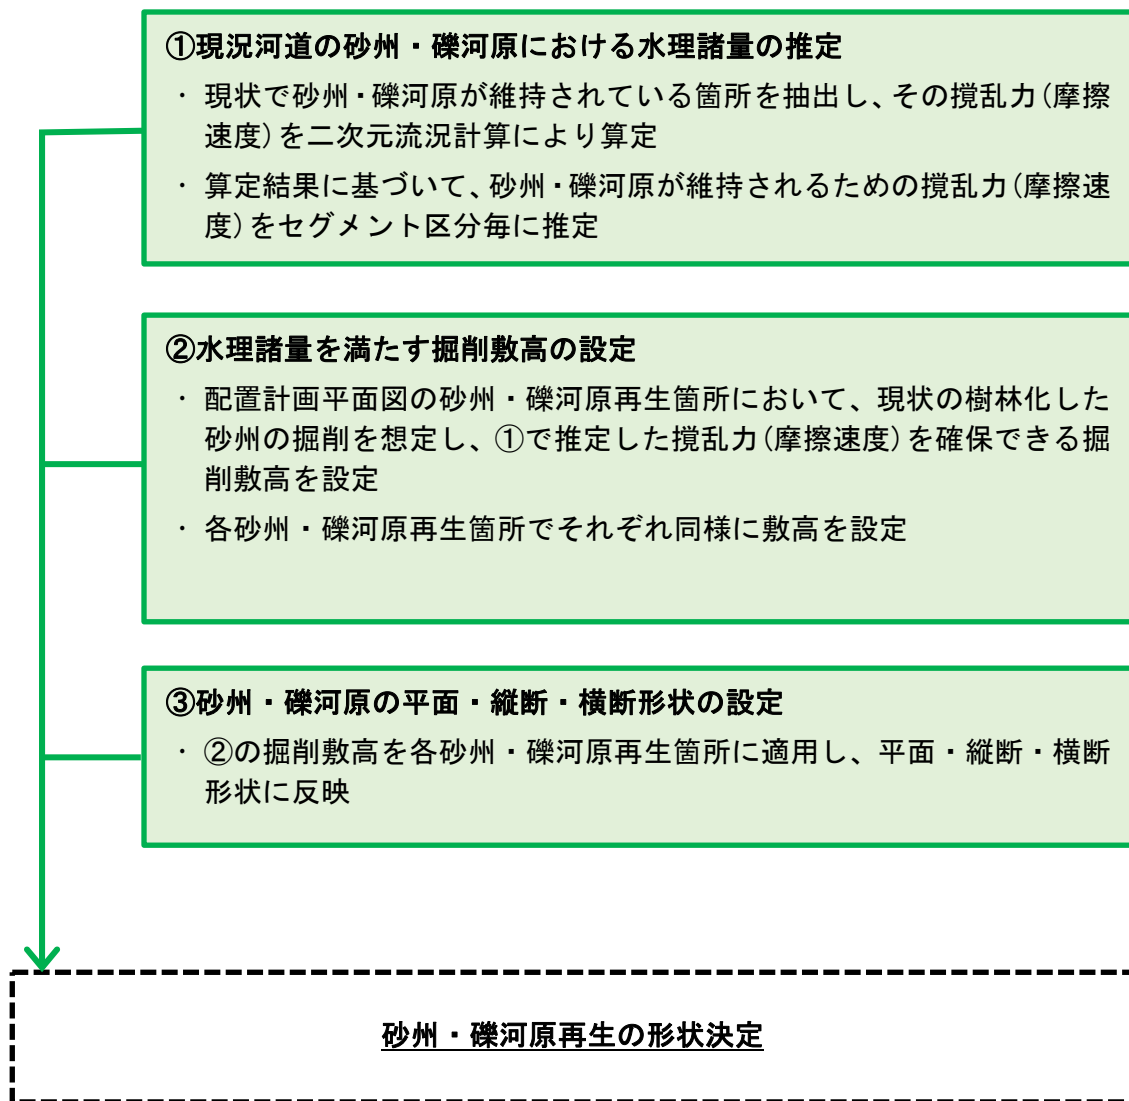 ①現況河道の砂州・礫河原における水理諸量の推定
・ 現状で砂州・礫河原が維持されている箇所を抽出し、その撹乱力(摩擦
速度)を二次元流況計算により算定
・ 算定結果に基づいて、砂州・礫河原が維持されるための撹乱力(摩擦速
度)をセグメント区分毎に推定
②水理諸量を満たす掘削敷高の設定
・ 配置計画平面図の砂州・礫河原再生箇所において、現状の樹林化した
砂州の掘削を想定し、①で推定した撹乱力(摩擦速度)を確保できる掘
削敷高を設定
・ 各砂州・礫河原再生箇所でそれぞれ同様に敷高を設定
③砂州・礫河原の平面・縦断・横断形状の設定
・ ②の掘削敷高を各砂州・礫河原再生箇所に適用し、平面・縦断・横断
形状に反映
砂州・礫河原再生の形状決定